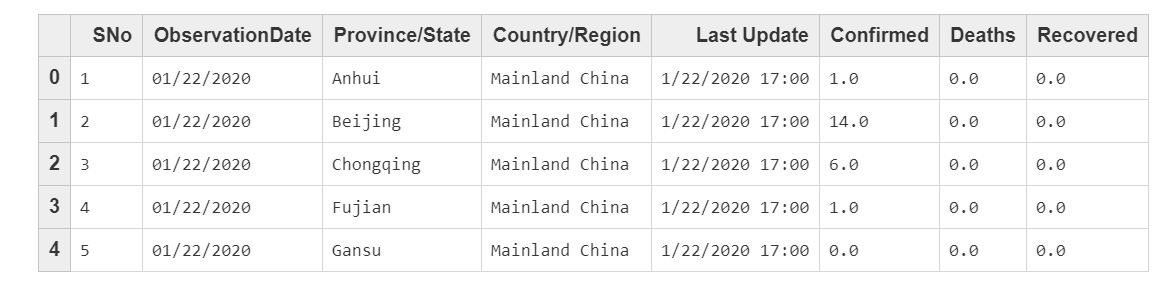 SNo ObservationDate Province/State Country/Region Last Update Confirmed Deaths Recovered
0 1 01/22/2020 Anhui Mainland China 1/22/2020 17:00 1.0 0.0 0.0
1 2 01/22/2020 Beijing Mainland China 1/22/2020 17:00 14.0 0.0 0.0
2 3 01/22/2020 Chongqing Mainland China 1/22/2020 17:00 6.0 0.0 0.0
3 4 01/22/2020 Fujian Mainland China 1/22/2020 17:00 1.0 0.0 0.0
4 5 01/22/2020 Gansu Mainland China 1/22/2020 17:00 0.0 0.0 0.0